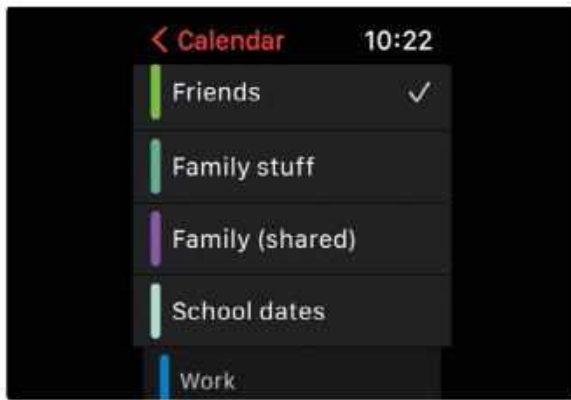 Calendar 10:22
Friends
Family stuff
Family (shared)
School dates
Work